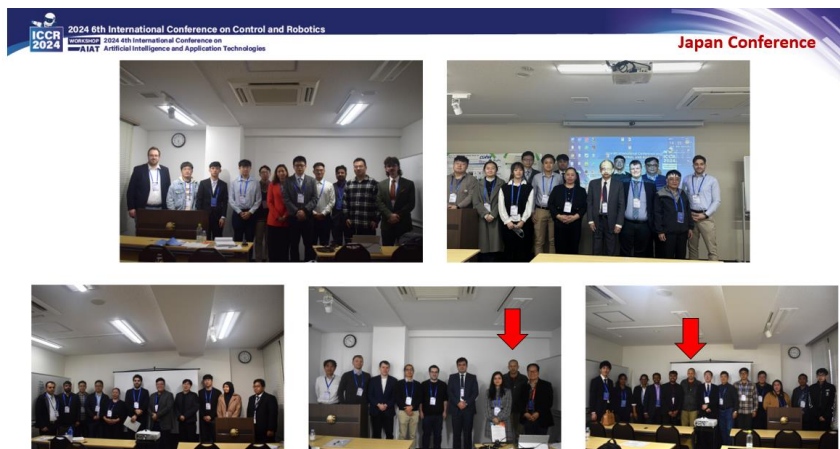 ICCR
2024
2024 6th International Conference on Control and Robotics
WORKSHOP
AIAT
2024 4th International Conference on
Artificial Intelligence and Application Technologies
Japan Conference